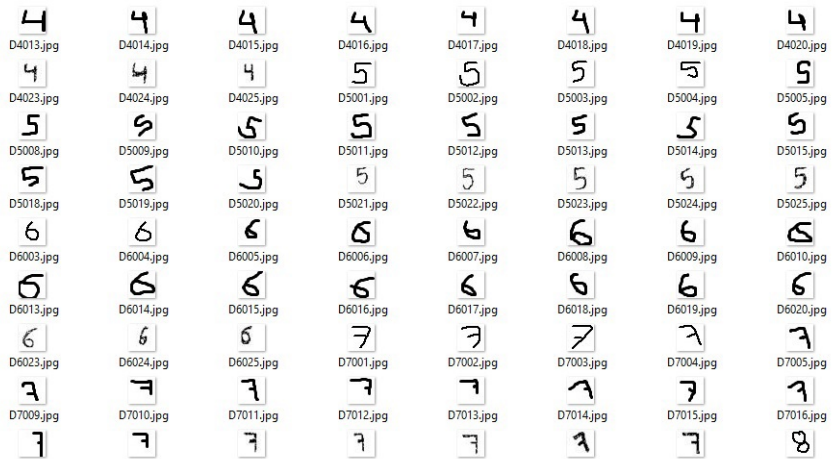 4 4 4 4 4 4 4 4
D4013.jpg D4014.jpg D4015.jpg D4016.jpg D4017.jpg D4018.jpg D4019.jpg D4020.jpg
4 4 4 5 5 5 5 5
D4023.jpg D4024.jpg D4025.jpg D5001.jpg D5002.jpg D5003.jpg D5004.jpg D5005.jpg
5 5 5 5 5 5 5 5
D5008.jpg D5009.jpg D5010.jpg D5011.jpg D5012.jpg D5013.jpg D5014.jpg D5015.jpg
5 5 5 5 5 5 5 5
D5018.jpg D5019.jpg D5020.jpg D5021.jpg D5022.jpg D5023.jpg D5024.jpg D5025.jpg
6 6 6 6 6 6 6 6
D6003.jpg D6004.jpg D6005.jpg D6006.jpg D6007.jpg D6008.jpg D6009.jpg D6010.jpg
6 6 6 6 6 6 6 6
D6013.jpg D6014.jpg D6015.jpg D6016.jpg D6017.jpg D6018.jpg D6019.jpg D6020.jpg
6 6 6 7 7 7 7 7
D6023.jpg D6024.jpg D6025.jpg D7001.jpg D7002.jpg D7003.jpg D7004.jpg D7005.jpg
7 7 7 7 7 7 7 7
D7009.jpg D7010.jpg D7011.jpg D7012.jpg D7013.jpg D7014.jpg D7015.jpg D7016.jpg
7 7 7 7 7 7 7 8